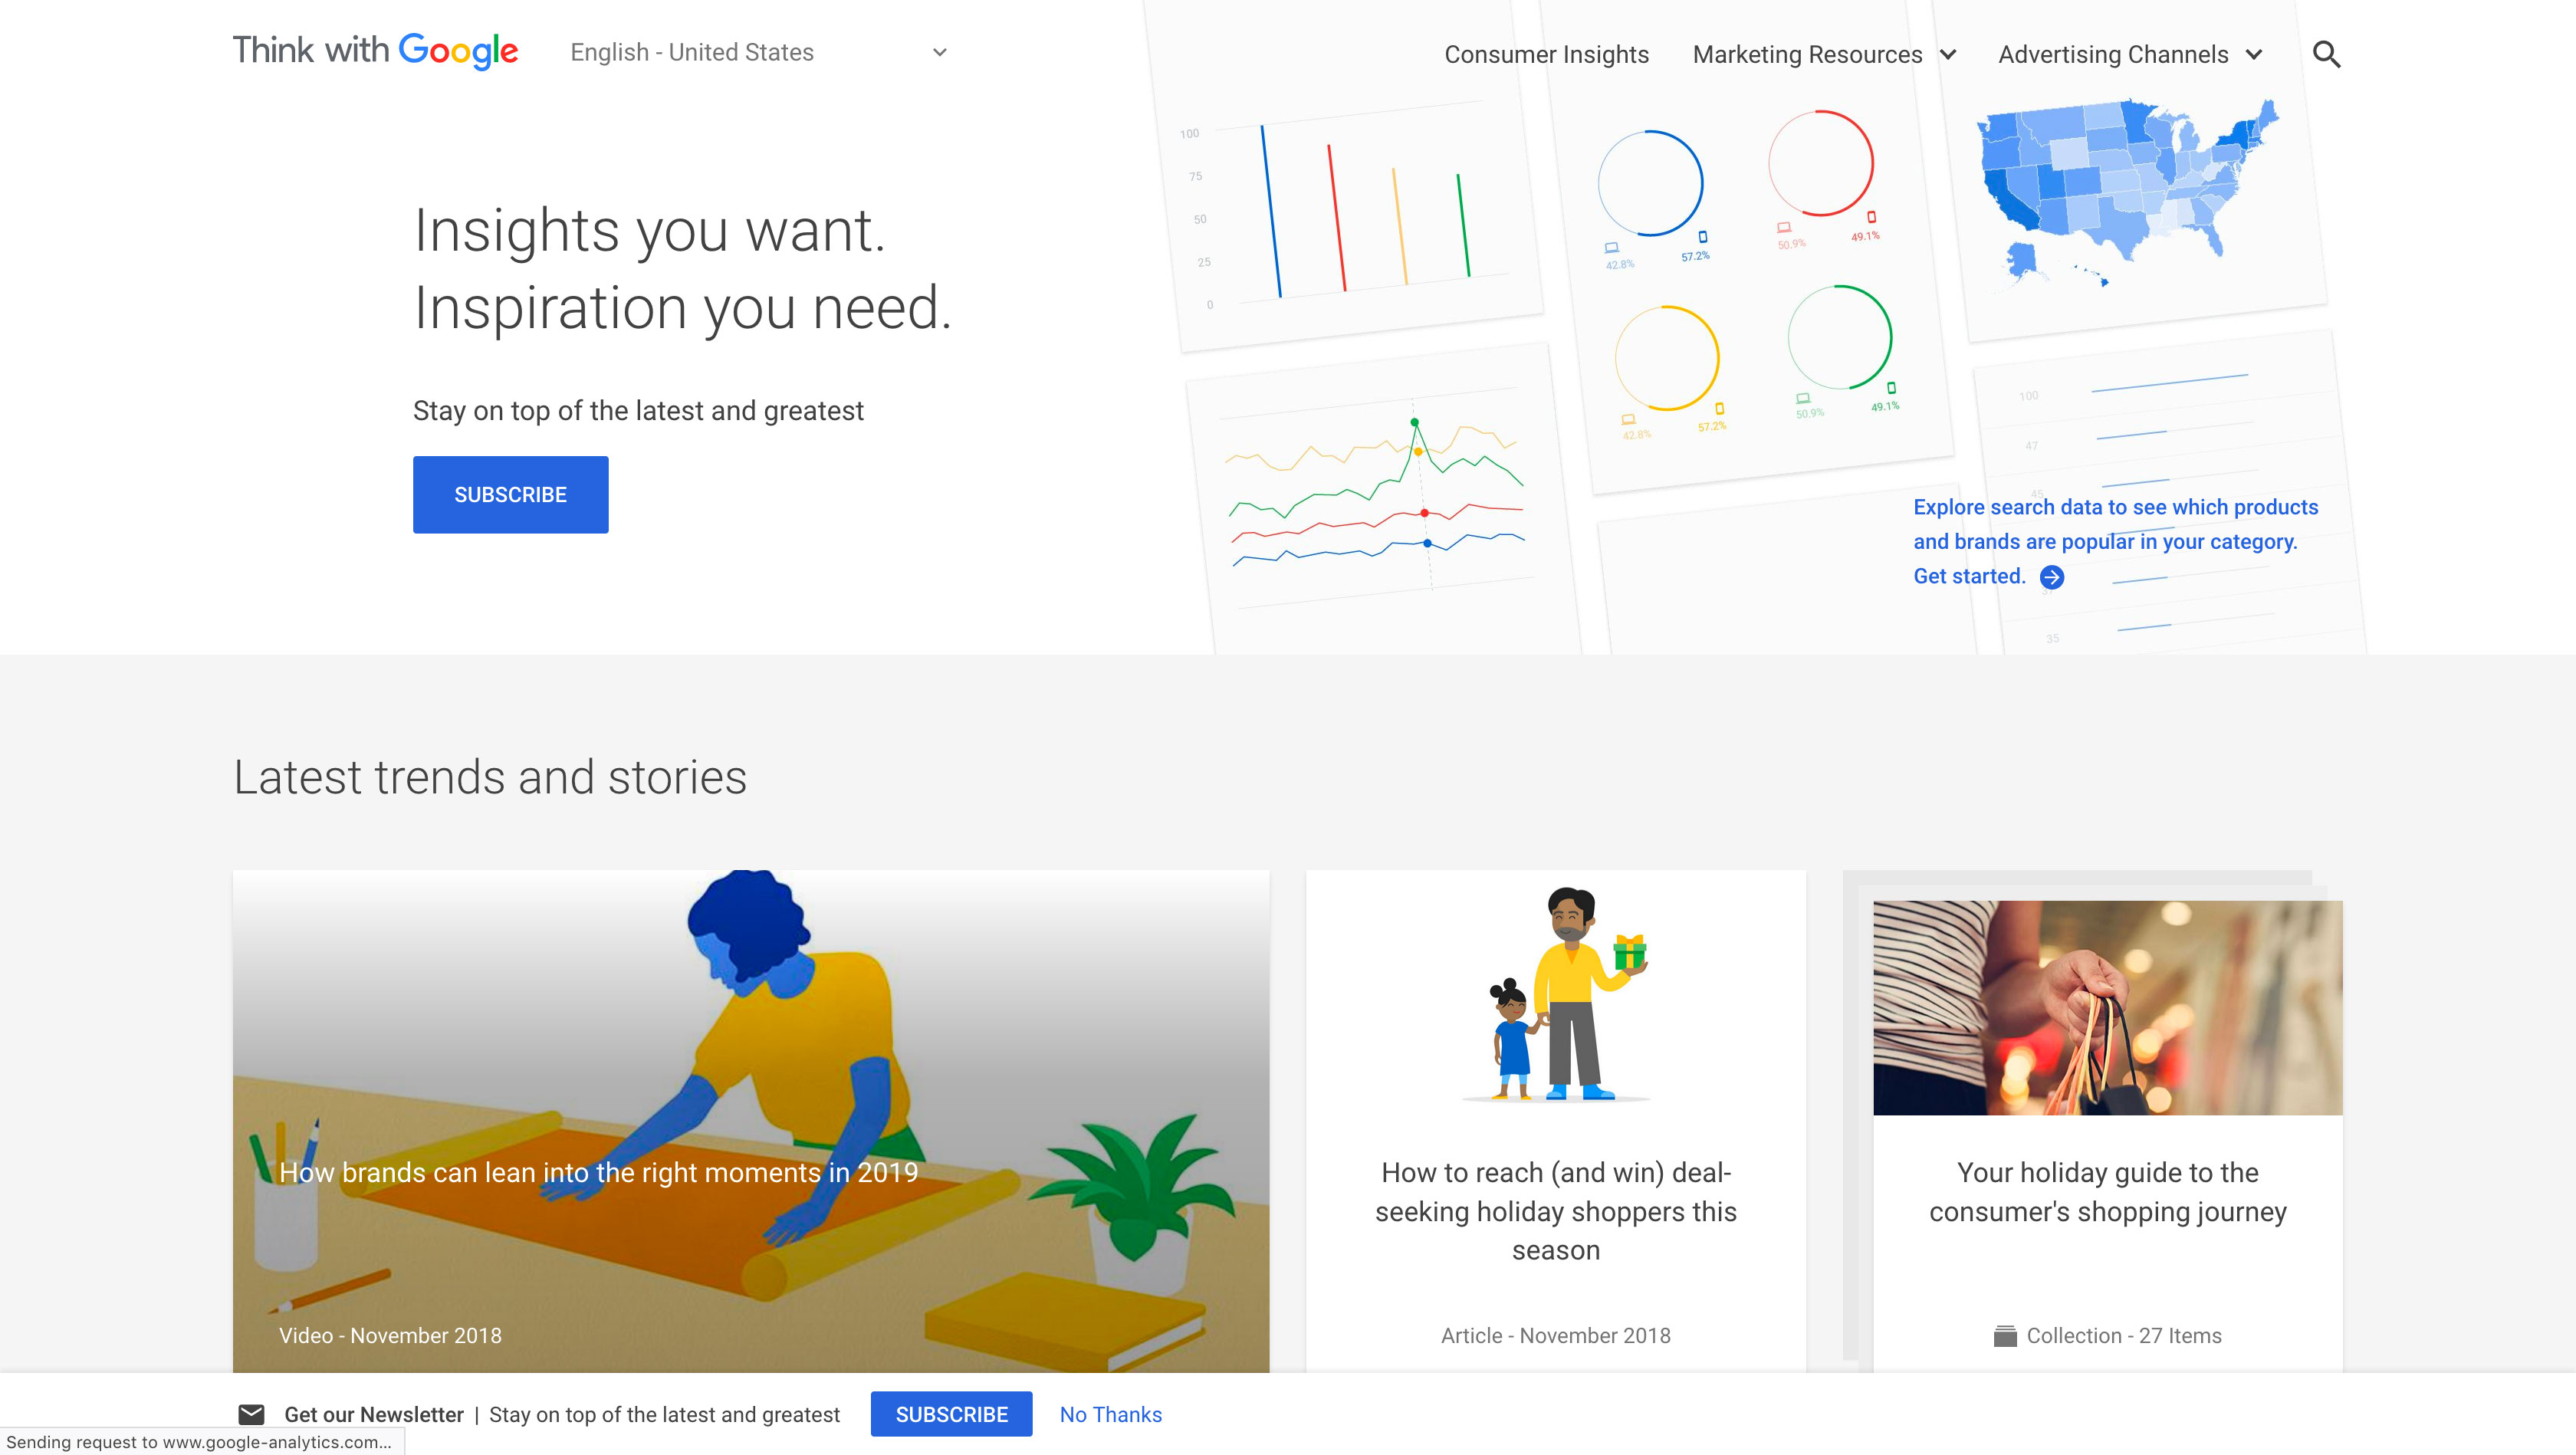 Think with Google
English - United States
Consumer Insights
Marketing Resources
Advertising Channels
Insights you want.
Inspiration you need.
Stay on top of the latest and greatest
SUBSCRIBE
100
75
50
25
0
42.8%
57.2%
50.9%
49.1%
42.8%
57.2%
50.9%
49.1%
100
47
45
35
Explore search data to see which products
and brands are popular in your category.
Get started.
Latest trends and stories
How brands can lean into the right moments in 2019
Video - November 2018
How to reach (and win) deal-
seeking holiday shoppers this
season
Article - November 2018
Your holiday guide to the
consumer's shopping journey
Collection - 27 Items
Get our Newsletter | Stay on top of the latest and greatest
SUBSCRIBE
No Thanks
Sending request to www.google-analytics.com...